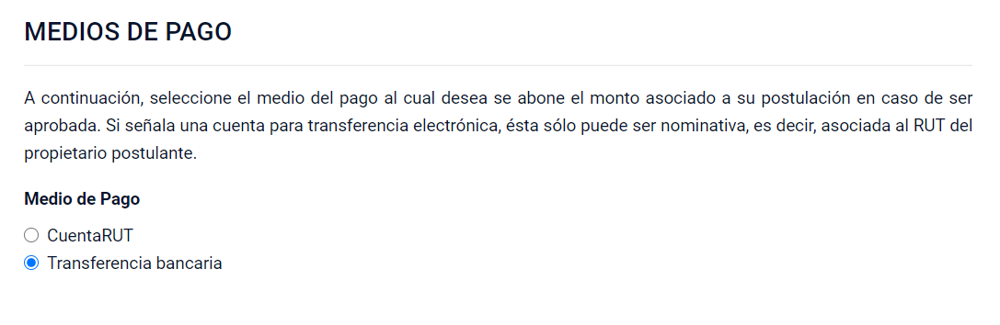 MEDIOS DE PAGO
A continuación, seleccione el medio del pago al cual desea se abone el monto asociado a su postulación en caso de ser
aprobada. Si señala una cuenta para transferencia electrónica, ésta sólo puede ser nominativa, es decir, asociada al RUT del
propietario postulante.
Medio de Pago
CuentaRUT
Transferencia bancaria